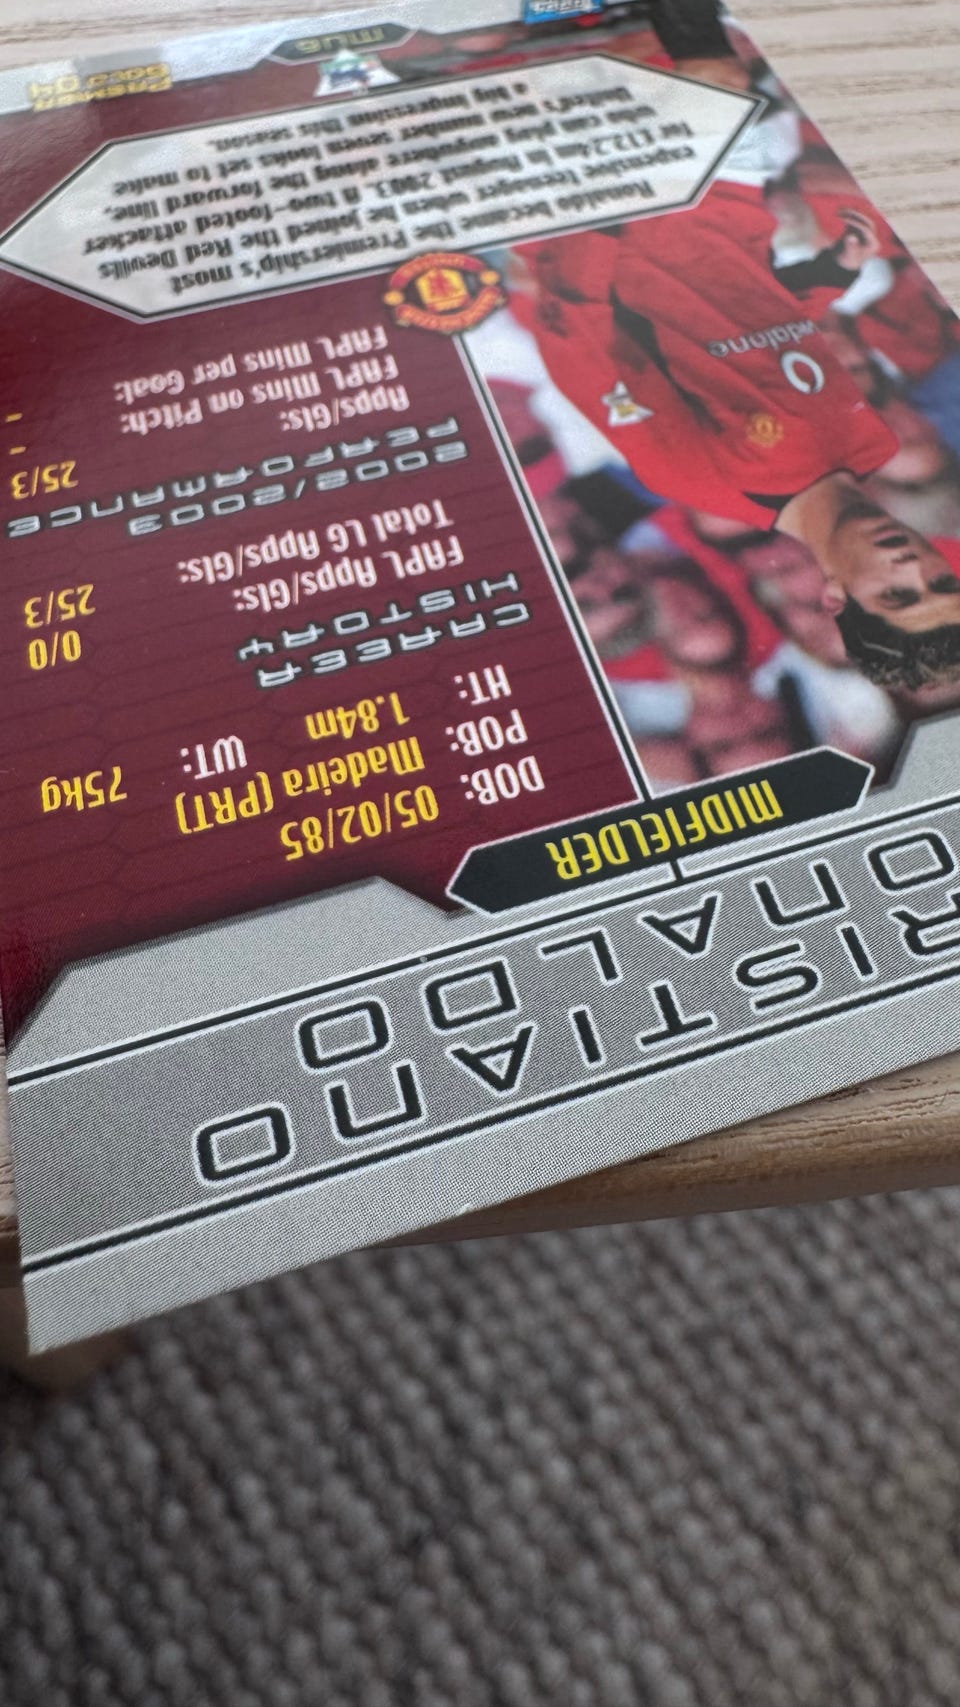 RISTIANO
ONALDO
MIDFIELDER
DOB: 05/02/85
POB: Madeira (PRT)
HT: 1.84m WT: 75kg
CAREER
HISTORY
FAPL Apps/Gls: 0/0
Total LG Apps/Gls: 25/3
2002/2003
PERFORMANCE
Apps/Gls: 25/3
FAPL Mins on Pitch: -
FAPL Mins per Goal: -
vodafone
Ronaldo became the Premiership's most
expensive teenager when he joined the Red Devils
for £12.24m in August 2003. A two-footed attacker
who can play anywhere along the forward line,
United's new number seven looks set to make
a big impression this season.
MU6
PREMIER
GOLD 04